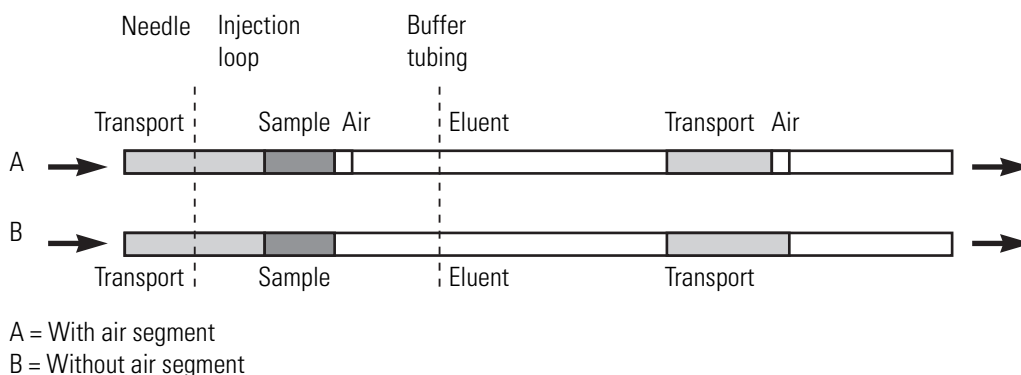 Needle Injection loop Buffer tubing
Transport Sample Air Eluent Transport Air
A
B
Transport Sample Eluent Transport
A = With air segment
B = Without air segment